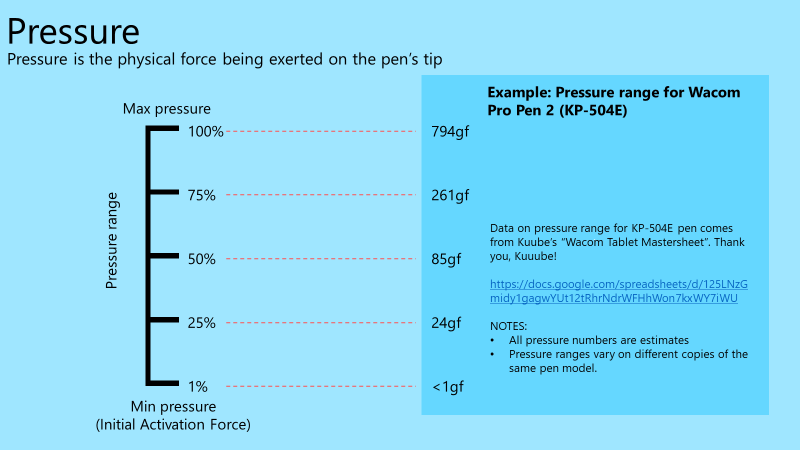 Pressure
Pressure is the physical force being exerted on the pen's tip
Max pressure
100%
75%
50%
25%
1%
Pressure range
Min pressure
(Initial Activation Force)
794gf
261gf
85gf
24gf
<1gf
Example: Pressure range for Wacom
Pro Pen 2 (KP-504E)
Data on pressure range for KP-504E pen comes
from Kuube's "Wacom Tablet Mastersheet". Thank
you, Kuuube!
https://docs.google.com/spreadsheets/d/125LNzG
midy1gagwYUt12tRhrNdrWFHhWon7kxWY7iWU
NOTES:
• All pressure numbers are estimates
• Pressure ranges vary on different copies of the
same pen model.